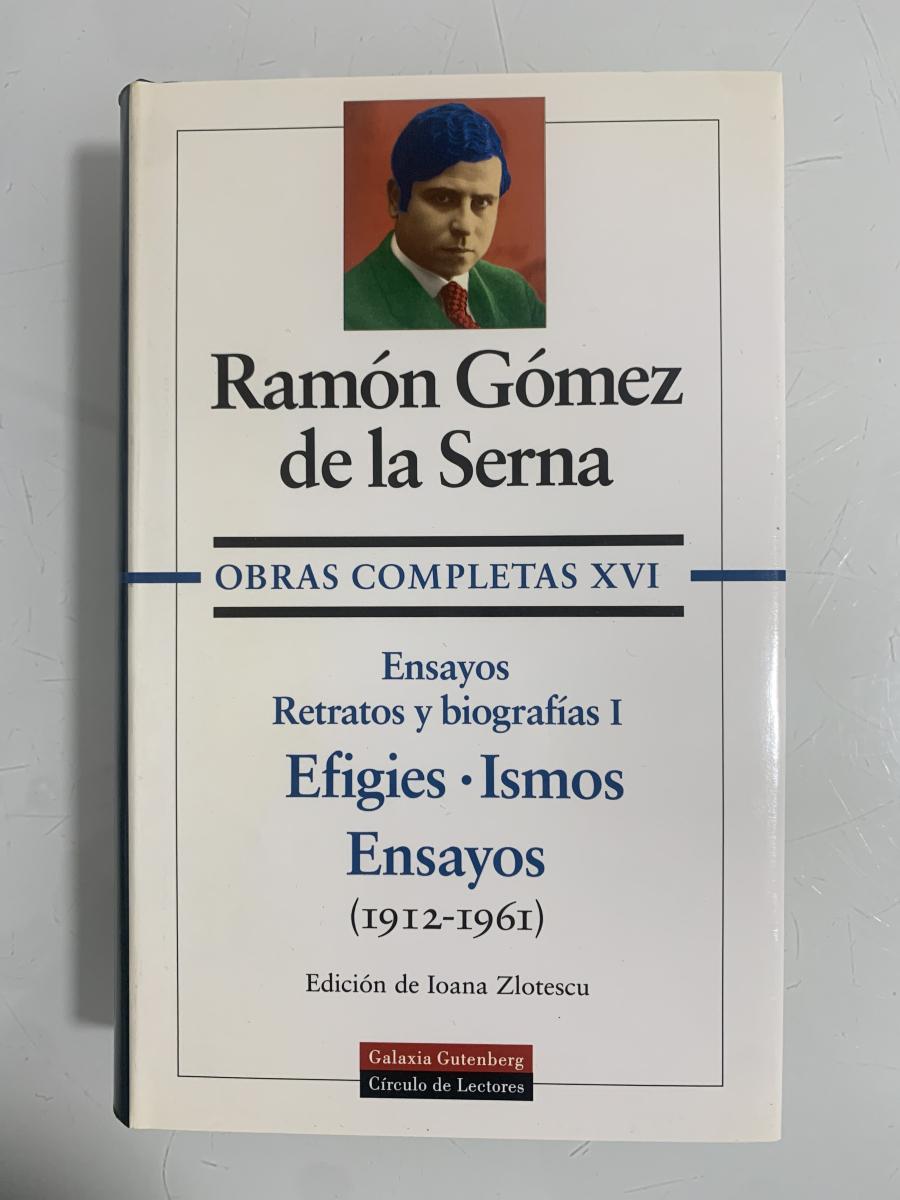 Ramón Gómez
de la Serna
OBRAS COMPLETAS XVI
Ensayos
Retratos y biografías I
Efigies · Ismos
Ensayos
(1912-1961)
Edición de Ioana Zlotescu
Galaxia Gutenberg
Círculo de Lectores